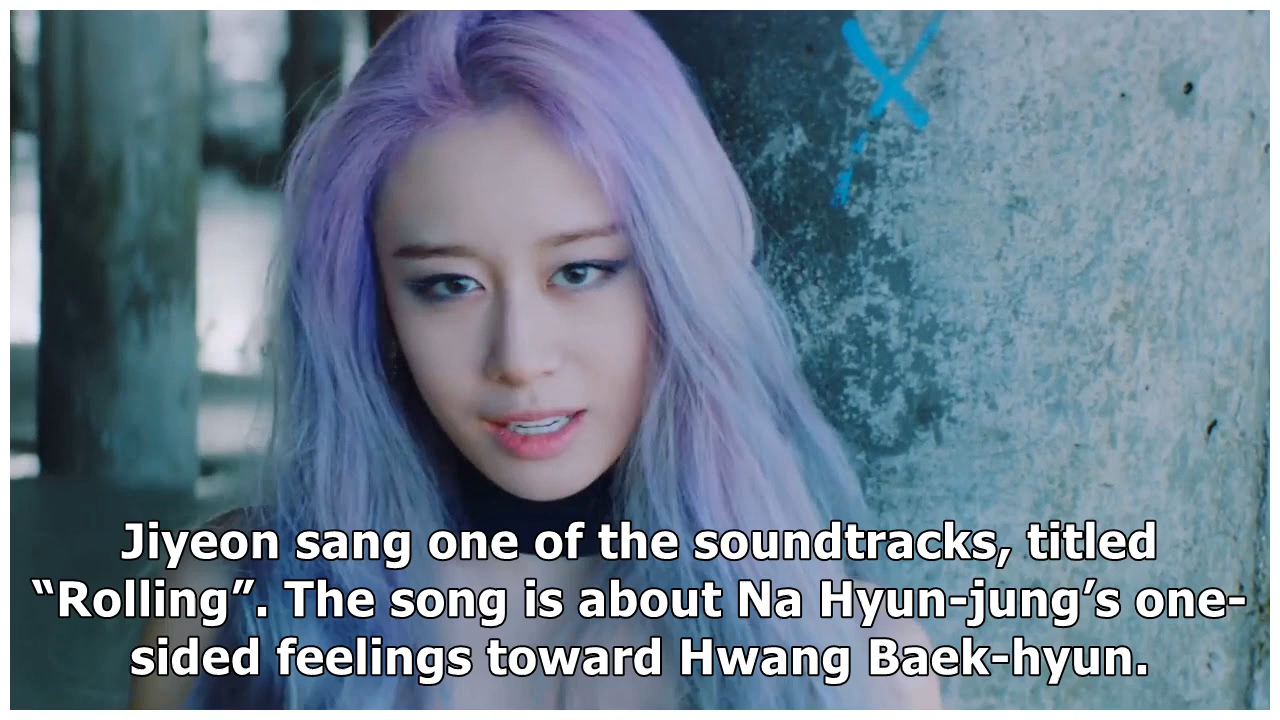 Jiyeon sang one of the soundtracks, titled
“Rolling”. The song is about Na Hyun-jung’s one-
sided feelings toward Hwang Baek-hyun.